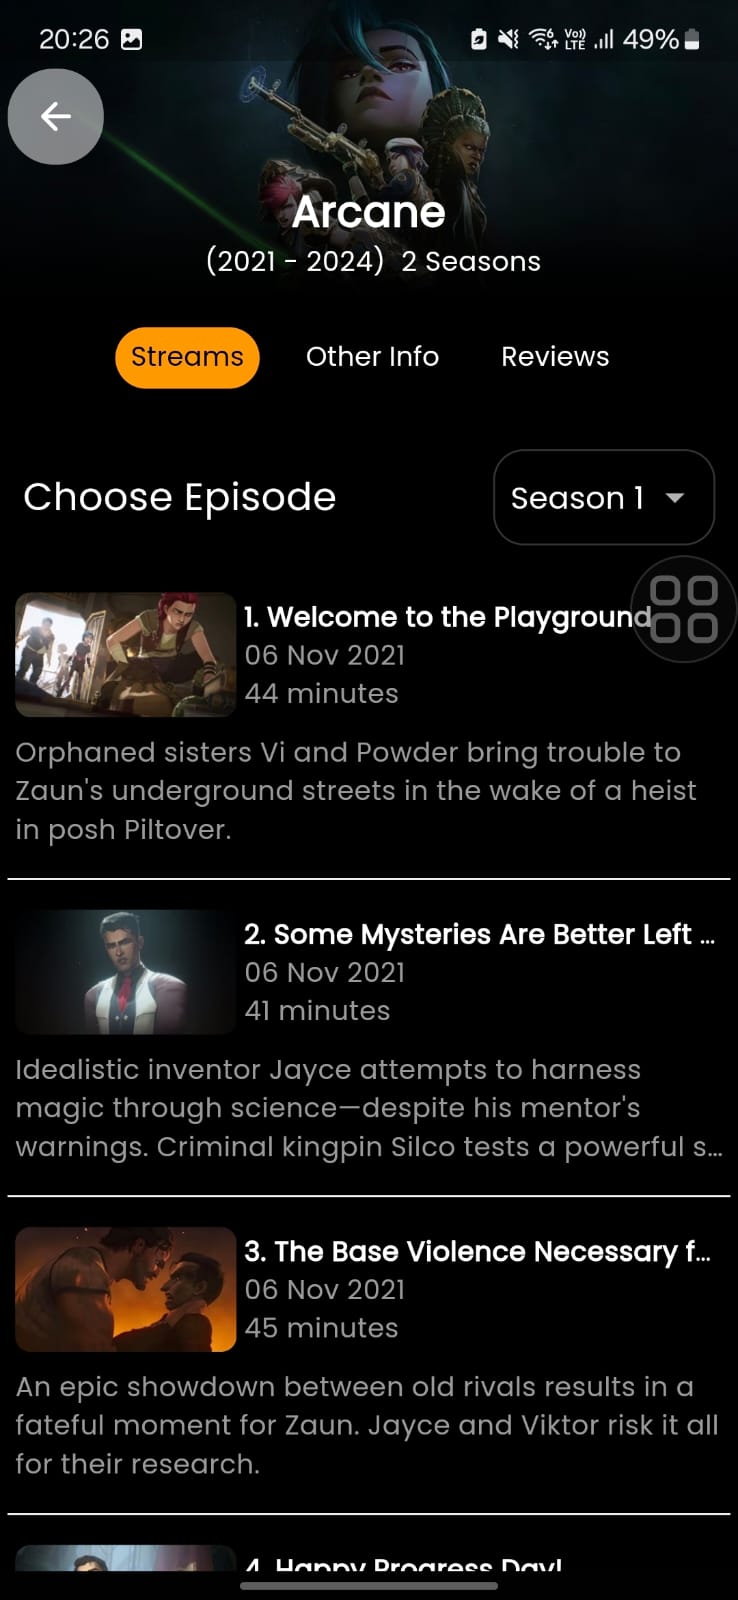 20:26
Vo))
LTE
49%
Arcane
(2021 - 2024) 2 Seasons
Streams
Other Info
Reviews
Choose Episode
Season 1
1. Welcome to the Playground
06 Nov 2021
44 minutes
Orphaned sisters Vi and Powder bring trouble to
Zaun's underground streets in the wake of a heist
in posh Piltover.
2. Some Mysteries Are Better Left ...
06 Nov 2021
41 minutes
Idealistic inventor Jayce attempts to harness
magic through science—despite his mentor's
warnings. Criminal kingpin Silco tests a powerful s...
3. The Base Violence Necessary f...
06 Nov 2021
45 minutes
An epic showdown between old rivals results in a
fateful moment for Zaun. Jayce and Viktor risk it all
for their research.
4. Happy Progress Day!